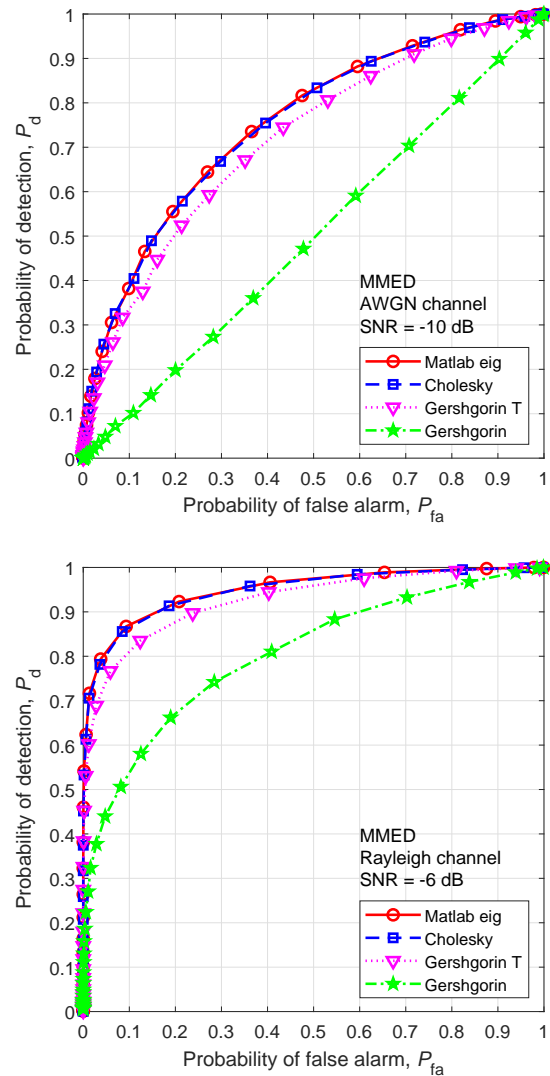 1
0.9
0.8
0.7
0.6
0.5
0.4
0.3
0.2
0.1
0
Probability of detection, Pd
MMED
AWGN channel
SNR = -10 dB
Matlab eig
Cholesky
Gershgorin T
Gershgorin
0 0.1 0.2 0.3 0.4 0.5 0.6 0.7 0.8 0.9 1
Probability of false alarm, Pfa
1
0.9
0.8
0.7
0.6
0.5
0.4
0.3
0.2
0.1
0
Probability of detection, Pd
MMED
Rayleigh channel
SNR = -6 dB
Matlab eig
Cholesky
Gershgorin T
Gershgorin
0 0.1 0.2 0.3 0.4 0.5 0.6 0.7 0.8 0.9 1
Probability of false alarm, Pfa